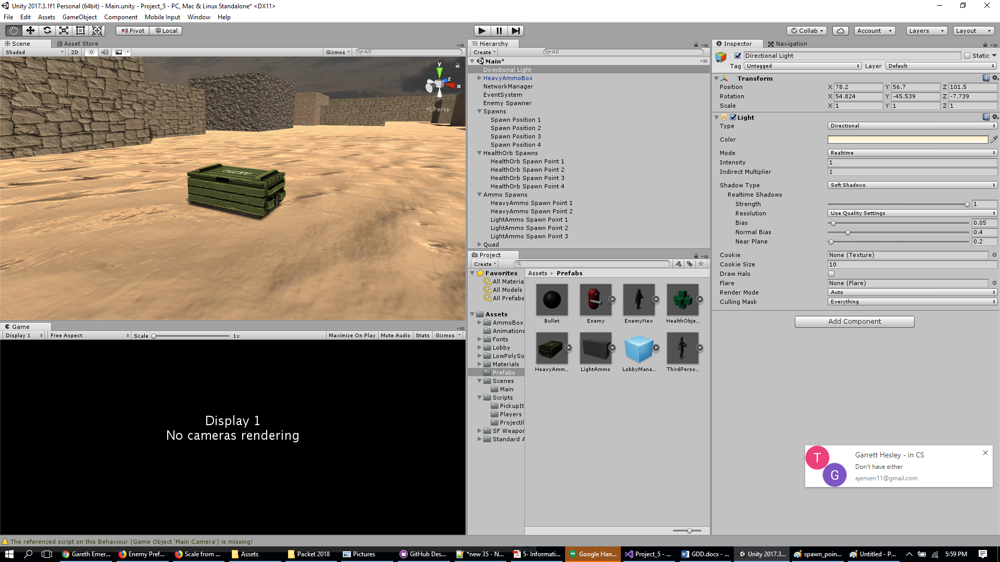 Unity 2017.3.1f1 Personal (64bit) - Main.unity - Project_5 - PC, Mac & Linux Standalone* <DX11>
File Edit Assets GameObject Component Mobile Input Window Help
Pivot Local Collab Account Layers Layout
Scene Asset Store
Shaded 2D Gizmos All
y z x
Persp
Game
Display 1 Free Aspect Scale 1x Maximize On Play Mute Audio Stats Gizmos
Display 1
No cameras rendering
Hierarchy
Create All
Main*
Directional Light
HeavyAmmoBox
NetworkManager
EventSystem
Enemy Spawner
Spawns
Spawn Position 1
Spawn Position 2
Spawn Position 3
Spawn Position 4
HealthOrb Spawns
HealthOrb Spawn Point 1
HealthOrb Spawn Point 2
HealthOrb Spawn Point 3
HealthOrb Spawn Point 4
Ammo Spawns
HeavyAmmo Spawn Point 1
HeavyAmmo Spawn Point 2
LightAmmo Spawn Point 1
LightAmmo Spawn Point 2
LightAmmo Spawn Point 3
Quad
Project
Create
Favorites
All Materia
All Models
All Prefabs
Assets
AmmoBox
Animations
Fonts
Lobby
LowPolySo
Materials
Prefabs
Scenes
Main
Scripts
PickupIt
Players
Projectil
SF Weapon
Standard A
Assets Prefabs
Bullet Enemy EnemyNew HealthObje...
HeavyAmm... LightAmmo LobbyMana... ThirdPerso...
Inspector Navigation
Directional Light Static
Tag Untagged Layer Default
Transform
Position X 78.2 Y 56.7 Z 101.5
Rotation X 54.824 Y -45.539 Z -7.739
Scale X 1 Y 1 Z 1
Light
Type Directional
Color
Mode Realtime
Intensity 1
Indirect Multiplier 1
Shadow Type Soft Shadows
Realtime Shadows
Strength 1
Resolution Use Quality Settings
Bias 0.05
Normal Bias 0.4
Near Plane 0.2
Cookie None (Texture)
Cookie Size 10
Draw Halo
Flare None (Flare)
Render Mode Auto
Culling Mask Everything
Add Component
T G
Garrett Hesley - in CS
Don't have either
ajensen11@gmail.com
The referenced script on this Behaviour (Game Object 'Main Camera') is missing!
Gareth Emer... Enemy Pref... Scale from ... Assets Packet 2018 Pictures GitHub Des... *new 35 - N... 5- Informati... Google Han... Project_5 - ... GDD.docx - ... Unity 2017.3... spawn_poin... Untitled - P... 5:59 PM